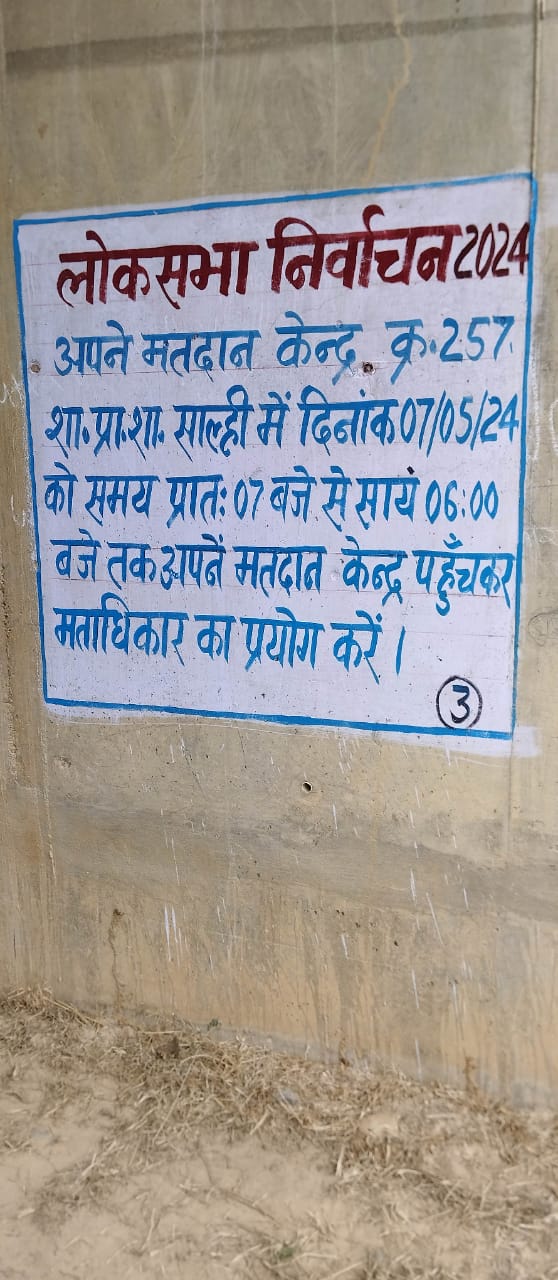 लोकसभा निर्वाचन 2024
अपने मतदान केन्द्र क्र. 257.
शा. प्रा. शा. साल्ही में दिनांक 07/05/24
को समय प्रातः 07 बजे से सायं 06:00
बजे तक अपनें मतदान केन्द्र पहुँचकर
मताधिकार का प्रयोग करें ।
3